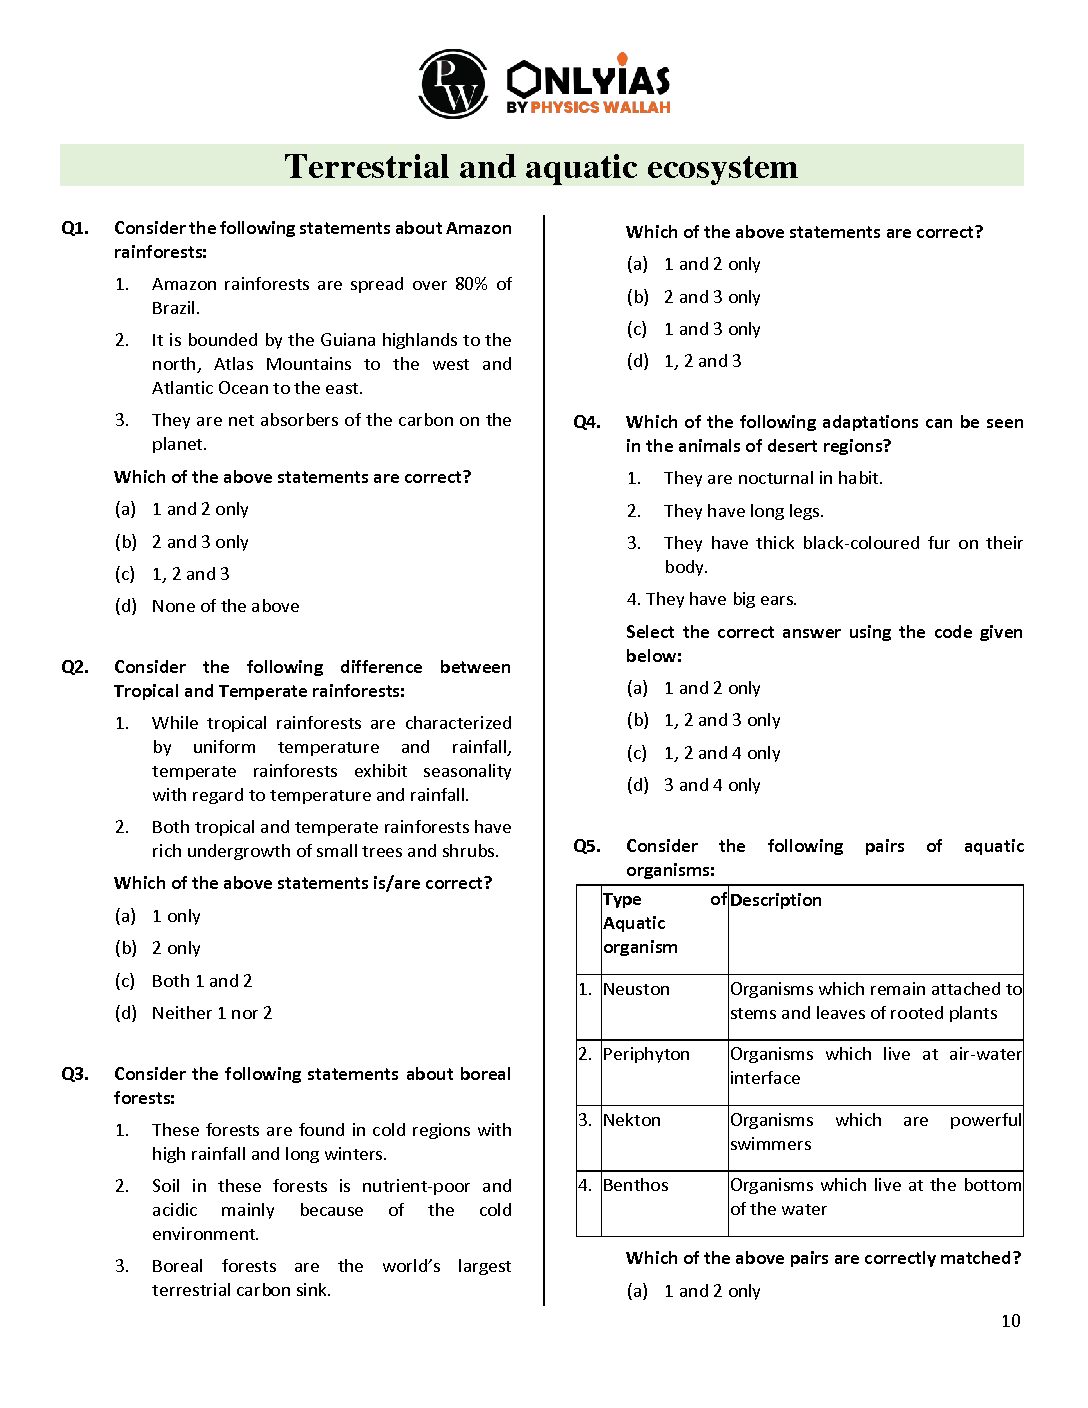 PW ONLYIAS
BY PHYSICS WALLAH
Terrestrial and aquatic ecosystem
Q1. Consider the following statements about Amazon
rainforests:
1. Amazon rainforests are spread over 80% of
Brazil.
2. It is bounded by the Guiana highlands to the
north, Atlas Mountains to the west and
Atlantic Ocean to the east.
3. They are net absorbers of the carbon on the
planet.
Which of the above statements are correct?
(a) 1 and 2 only
(b) 2 and 3 only
(c) 1, 2 and 3
(d) None of the above
Q2. Consider the following difference between
Tropical and Temperate rainforests:
1. While tropical rainforests are characterized
by uniform temperature and rainfall,
temperate rainforests exhibit seasonality
with regard to temperature and rainfall.
2. Both tropical and temperate rainforests have
rich undergrowth of small trees and shrubs.
Which of the above statements is/are correct?
(a) 1 only
(b) 2 only
(c) Both 1 and 2
(d) Neither 1 nor 2
Q3. Consider the following statements about boreal
forests:
1. These forests are found in cold regions with
high rainfall and long winters.
2. Soil in these forests is nutrient-poor and
acidic mainly because of the cold
environment.
3. Boreal forests are the world’s largest
terrestrial carbon sink.
Which of the above statements are correct?
(a) 1 and 2 only
(b) 2 and 3 only
(c) 1 and 3 only
(d) 1, 2 and 3
Q4. Which of the following adaptations can be seen
in the animals of desert regions?
1. They are nocturnal in habit.
2. They have long legs.
3. They have thick black-coloured fur on their
body.
4. They have big ears.
Select the correct answer using the code given
below:
(a) 1 and 2 only
(b) 1, 2 and 3 only
(c) 1, 2 and 4 only
(d) 3 and 4 only
Q5. Consider the following pairs of aquatic
organisms:
Type of Description
Aquatic
organism
1. Neuston Organisms which remain attached to
stems and leaves of rooted plants
2. Periphyton Organisms which live at air-water
interface
3. Nekton Organisms which are powerful
swimmers
4. Benthos Organisms which live at the bottom
of the water
Which of the above pairs are correctly matched?
(a) 1 and 2 only
10